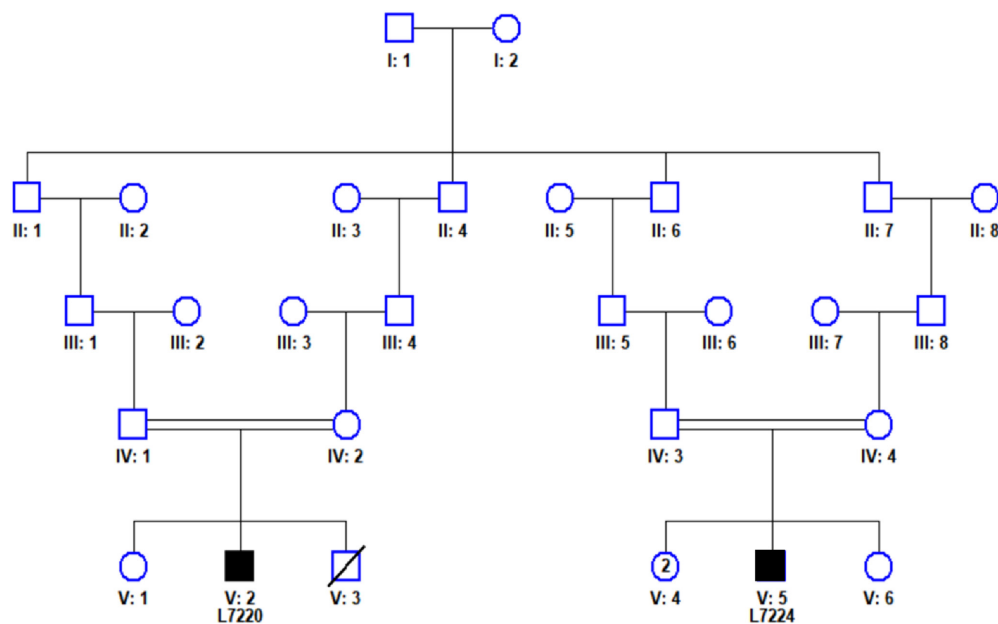 I: 1 I: 2
II: 1 II: 2 II: 3 II: 4 II: 5 II: 6 II: 7 II: 8
III: 1 III: 2 III: 3 III: 4 III: 5 III: 6 III: 7 III: 8
IV: 1 IV: 2 IV: 3 IV: 4
2
V: 1 V: 2 V: 3 V: 4 V: 5 V: 6
L7220 L7224